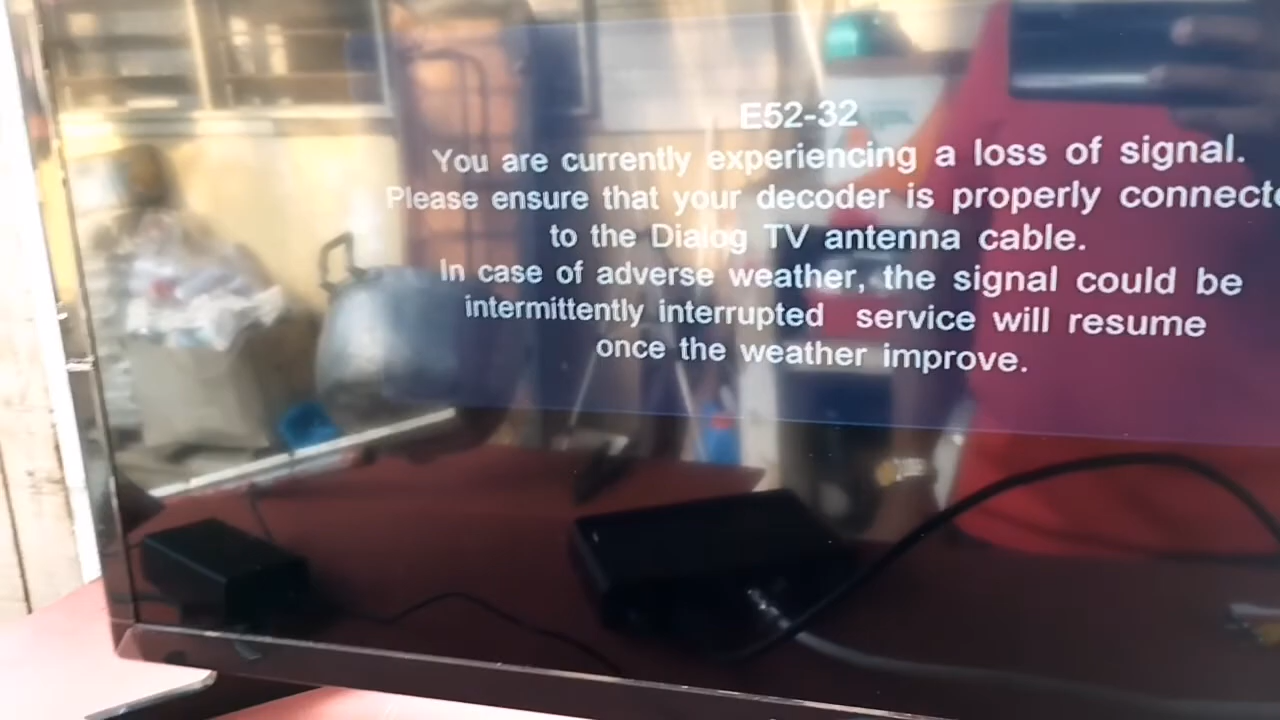 E52-32
You are currently experiencing a loss of signal.
Please ensure that your decoder is properly connecte
to the Dialog TV antenna cable.
In case of adverse weather, the signal could be
intermittently interrupted service will resume
once the weather improve.